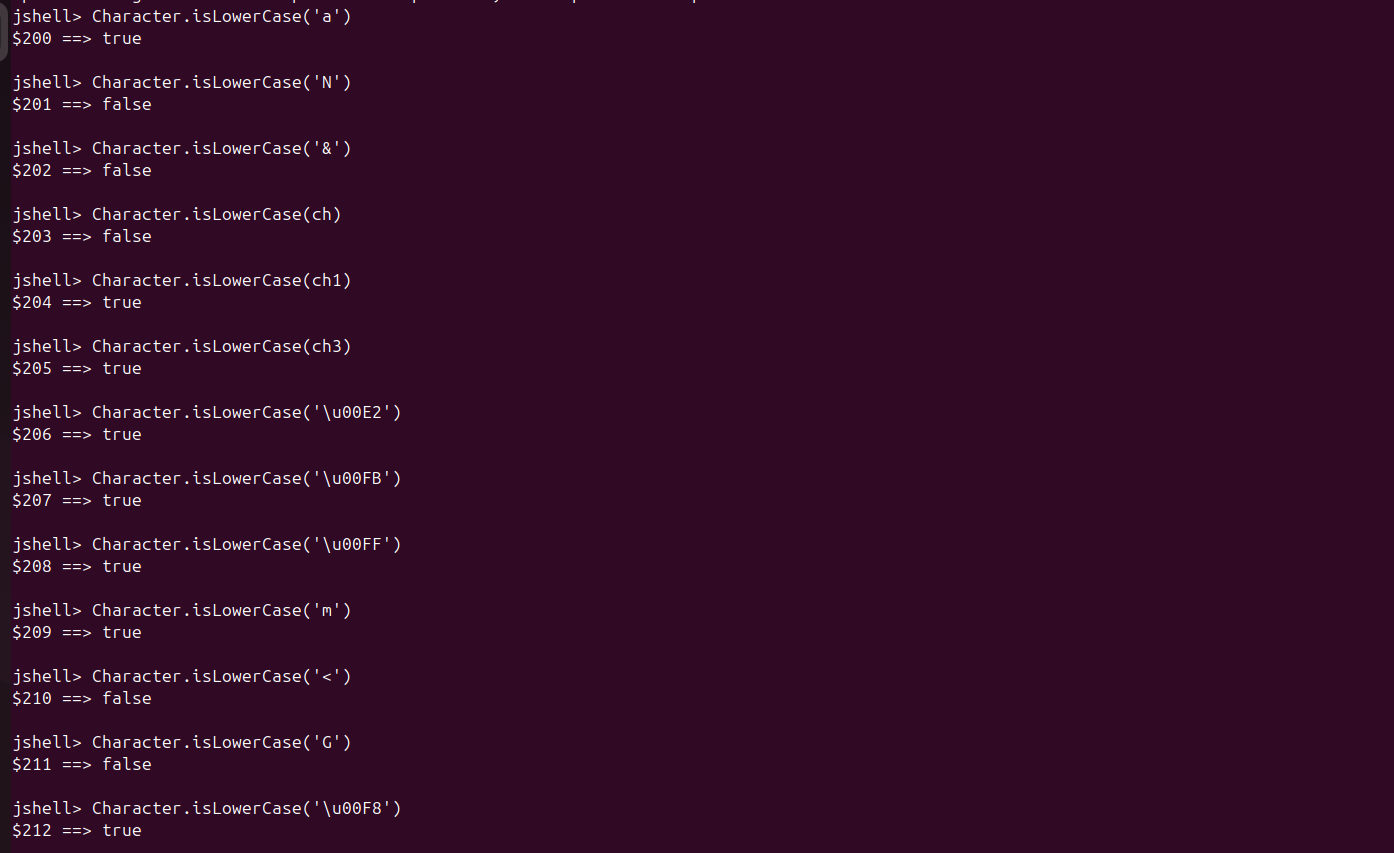 jshell> Character.isLowerCase('a')
$200 ==> true
jshell> Character.isLowerCase('N')
$201 ==> false
jshell> Character.isLowerCase('&')
$202 ==> false
jshell> Character.isLowerCase(ch)
$203 ==> false
jshell> Character.isLowerCase(ch1)
$204 ==> true
jshell> Character.isLowerCase(ch3)
$205 ==> true
jshell> Character.isLowerCase('\u00E2')
$206 ==> true
jshell> Character.isLowerCase('\u00FB')
$207 ==> true
jshell> Character.isLowerCase('\u00FF')
$208 ==> true
jshell> Character.isLowerCase('m')
$209 ==> true
jshell> Character.isLowerCase('<')
$210 ==> false
jshell> Character.isLowerCase('G')
$211 ==> false
jshell> Character.isLowerCase('\u00F8')
$212 ==> true